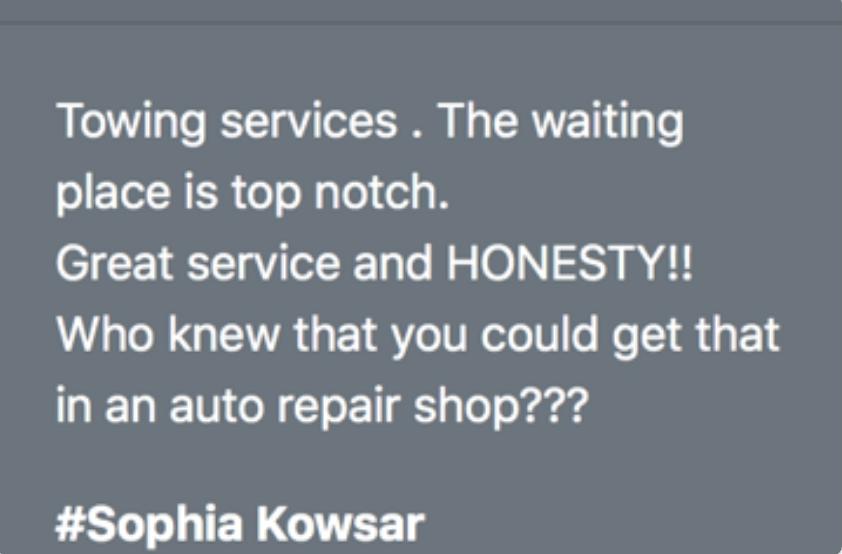 Towing services . The waiting
place is top notch.
Great service and HONESTY!!
Who knew that you could get that
in an auto repair shop???
#Sophia Kowsar